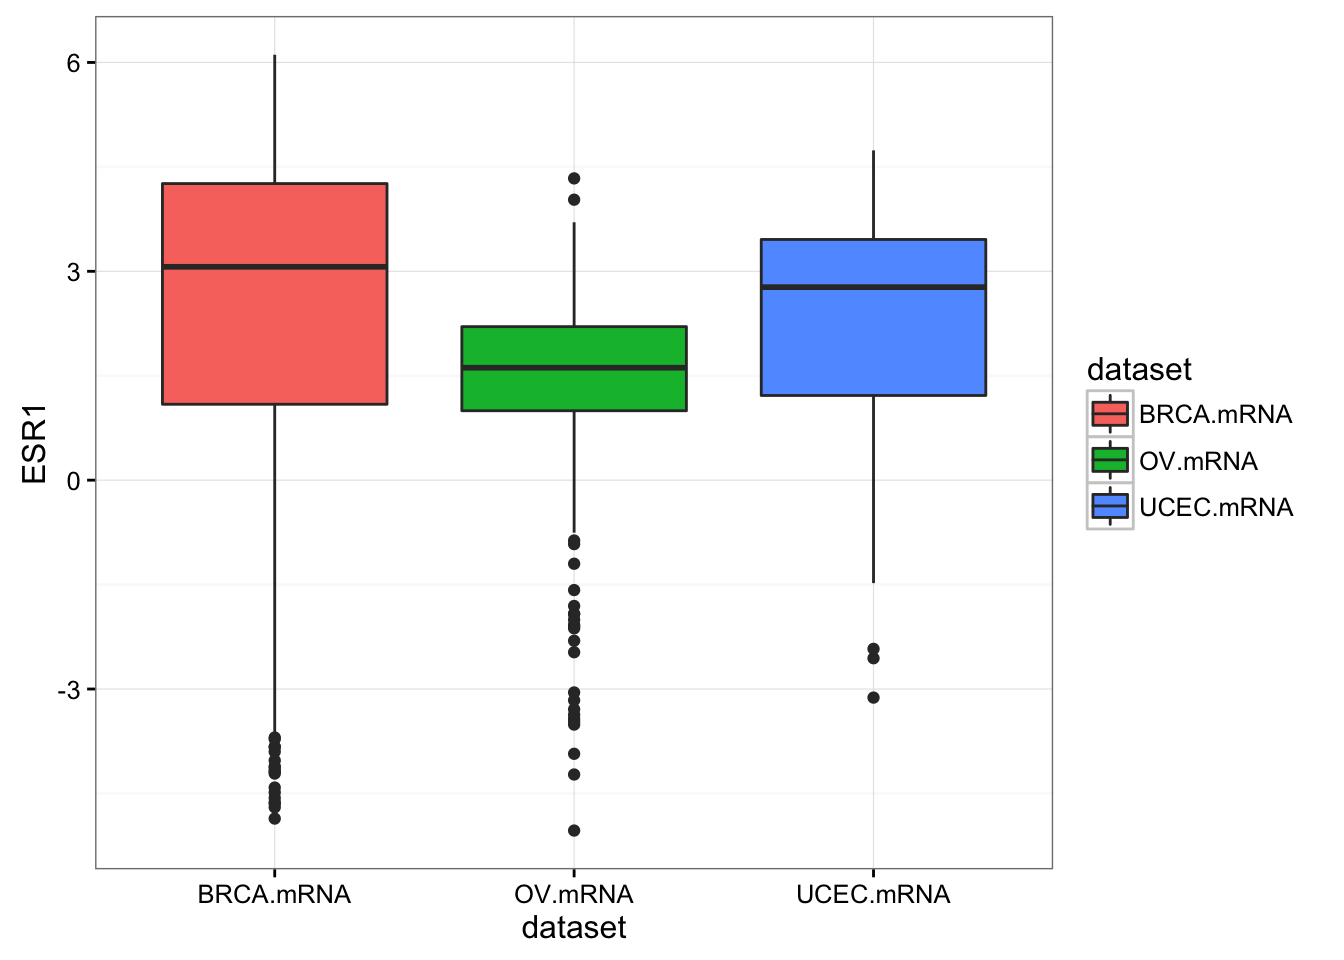 6
3
0
-3
ESR1
BRCA.mRNA
OV.mRNA
UCEC.mRNA
dataset
dataset
BRCA.mRNA
OV.mRNA
UCEC.mRNA